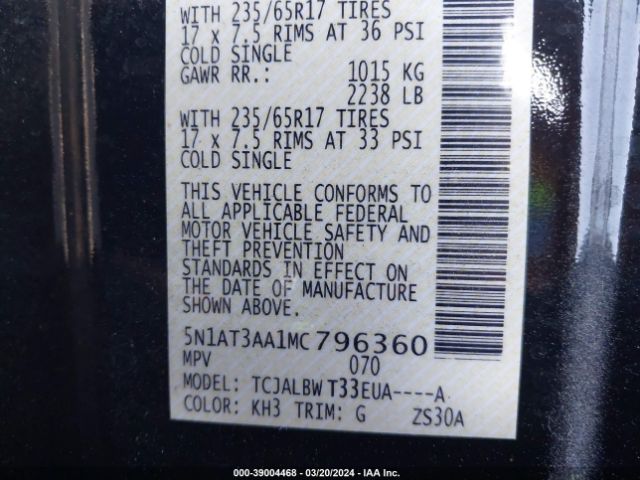 WITH 235/65R17 TIRES
17 x 7.5 RIMS AT 36 PSI
COLD SINGLE
GAWR RR.: 1015 KG
2238 LB
WITH 235/65R17 TIRES
17 x 7.5 RIMS AT 33 PSI
COLD SINGLE
THIS VEHICLE CONFORMS TO
ALL APPLICABLE FEDERAL
MOTOR VEHICLE SAFETY AND
THEFT PREVENTION
STANDARDS IN EFFECT ON
THE DATE OF MANUFACTURE
SHOWN ABOVE.
5N1AT3AA1MC796360
MPV 070
MODEL: TCJALBW T33EUA----A
COLOR: KH3 TRIM: G ZS30A
000-39004468 - 03/20/2024 - IAA Inc.